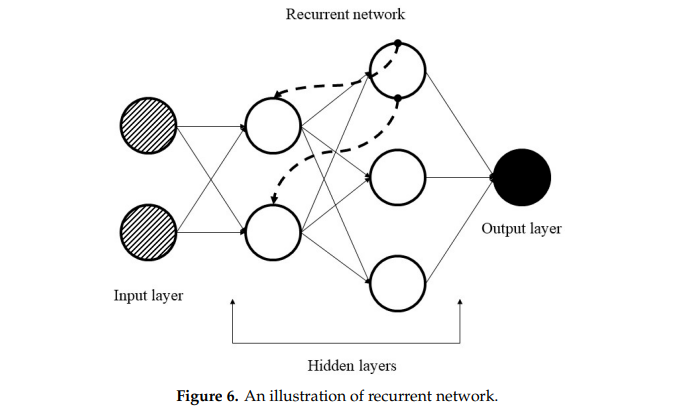 Recurrent network
Output layer
Input layer
Hidden layers
Figure 6. An illustration of recurrent network.